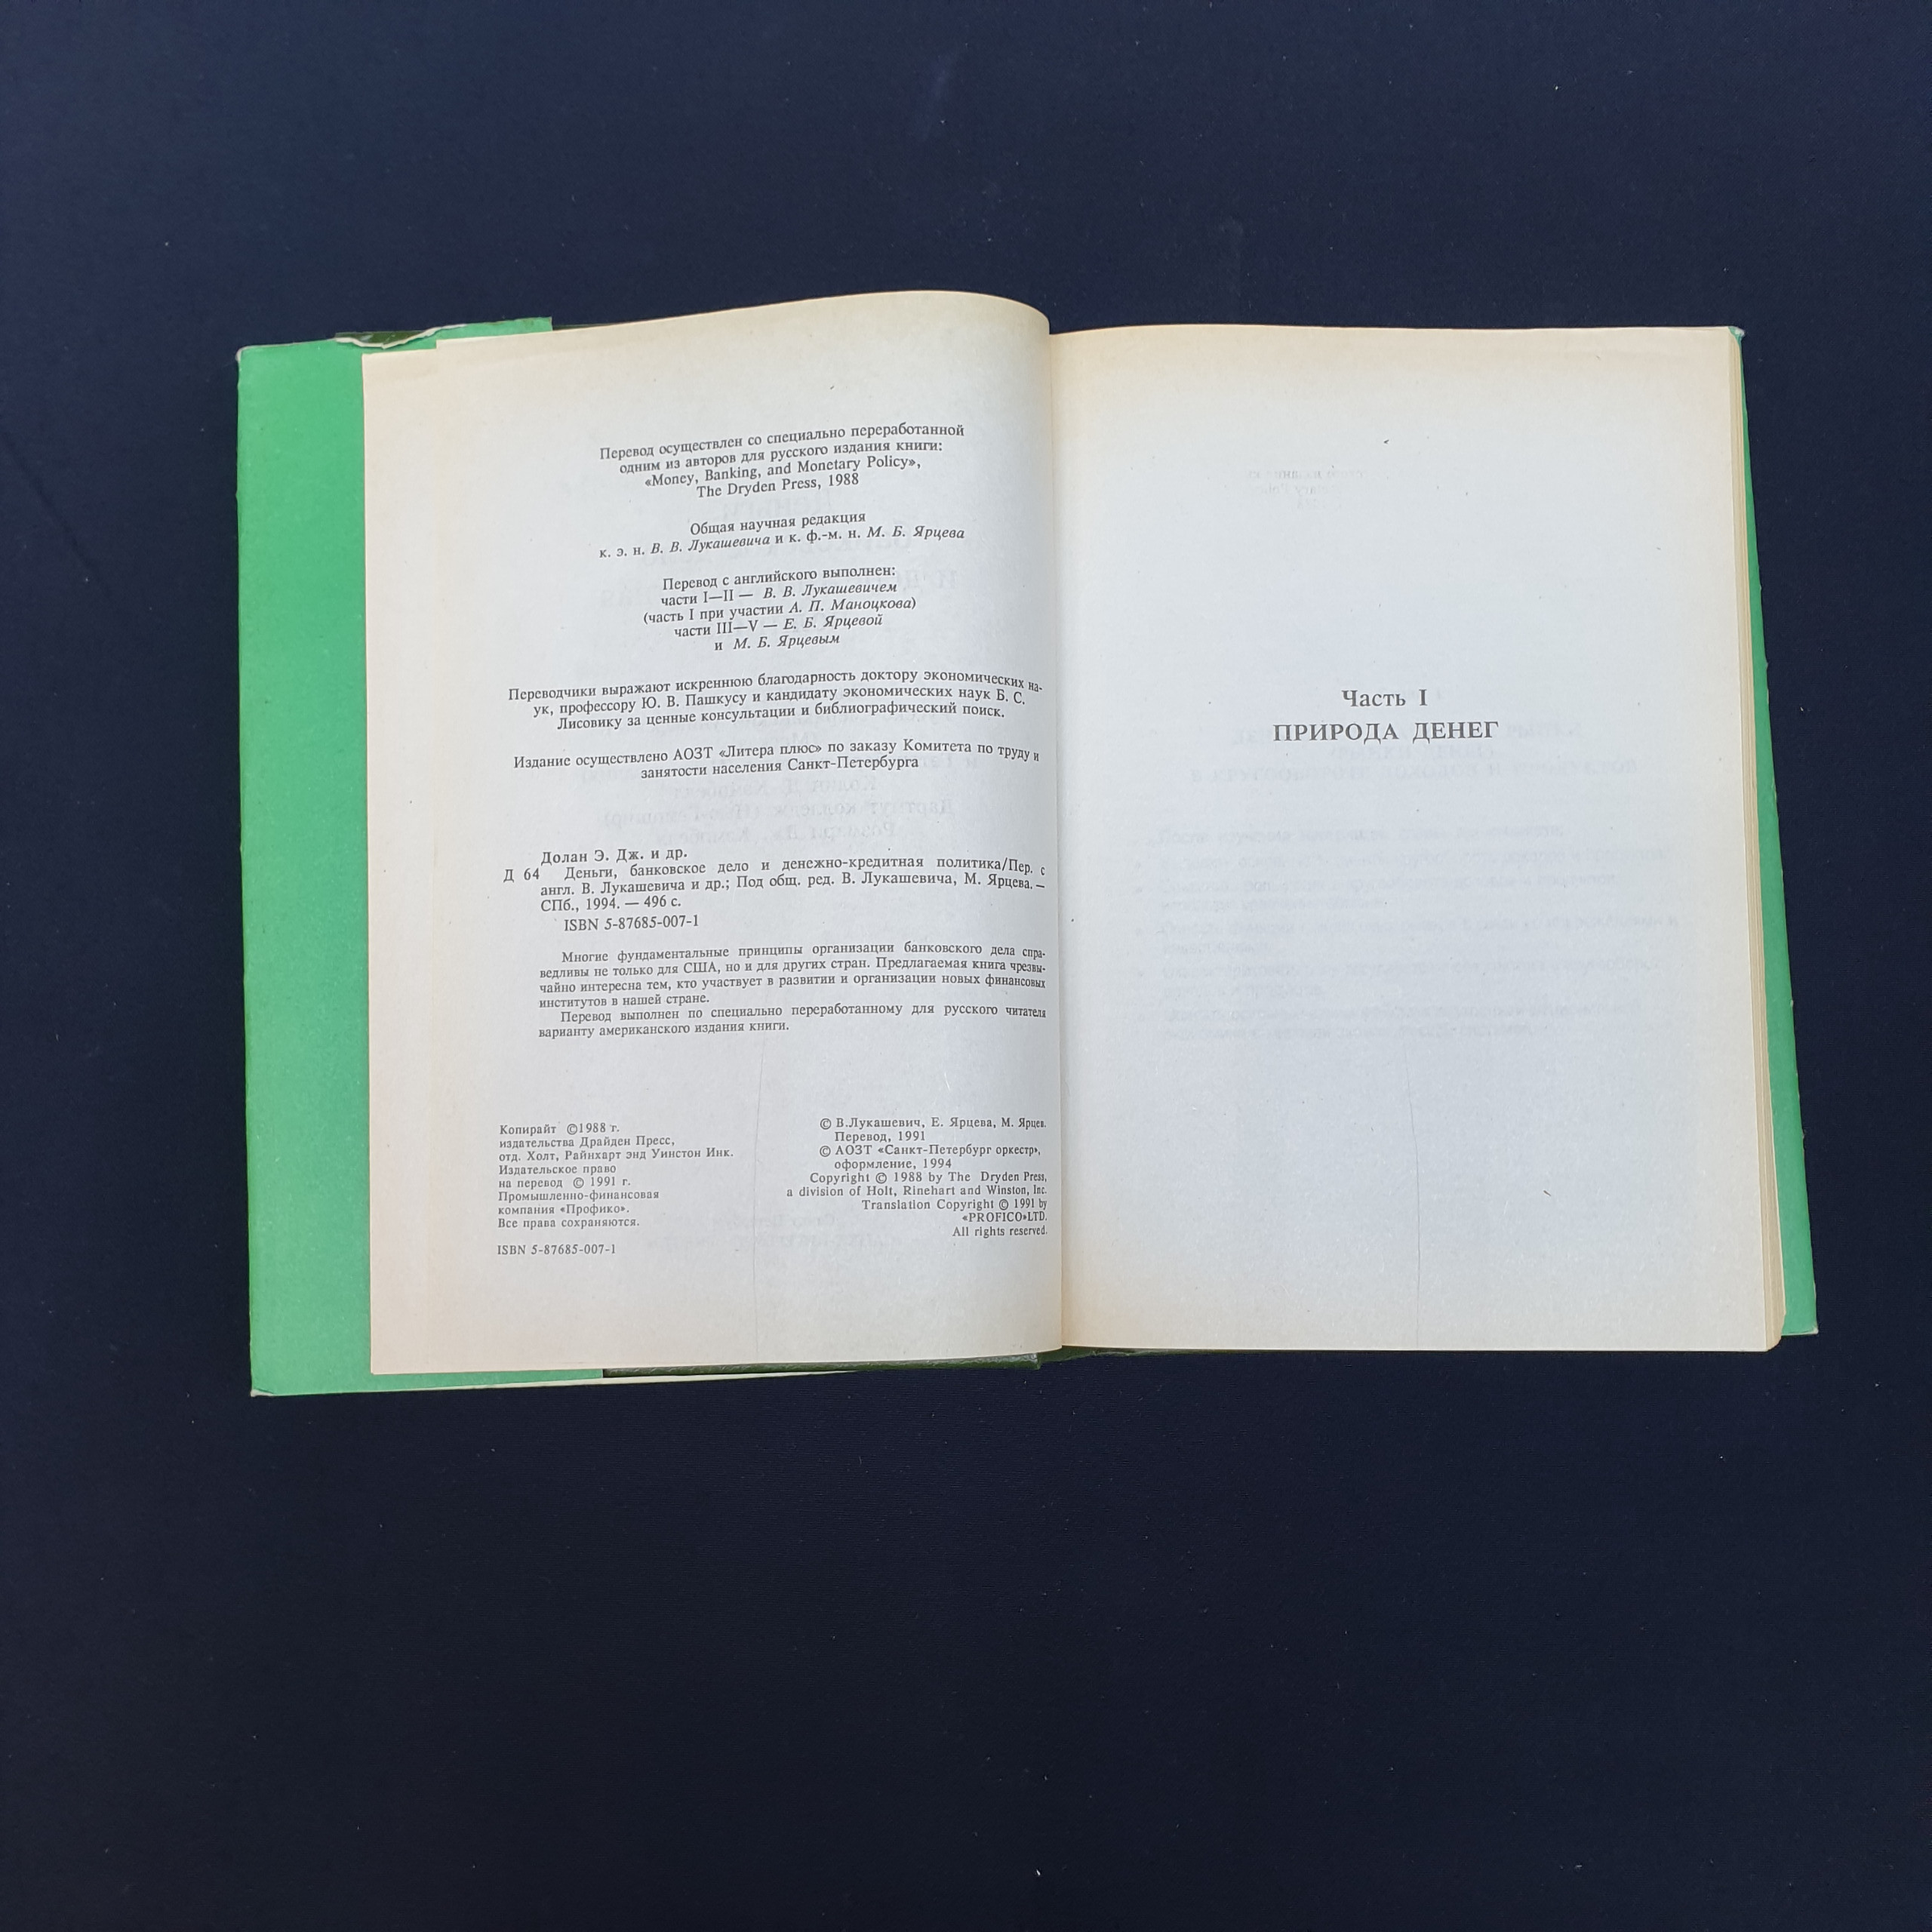 Перевод осуществлен со специально переработанной
одним из авторов для русского издания книги:
«Money, Banking, and Monetary Policy»,
The Dryden Press, 1988
Общая научная редакция
к. э. н. В. В. Лукашевича и к. ф.-м. н. М. Б. Ярцева
Перевод с английского выполнен:
части I—II — В. В. Лукашевичем
(часть I при участии А. П. Маноцкова)
части III—V — Е. Б. Ярцевой
и М. Б. Ярцевым
Переводчики выражают искреннюю благодарность доктору экономических на-
ук, профессору Ю. В. Пашкусу и кандидату экономических наук Б. С.
Лисовику за ценные консультации и библиографический поиск.
Издание осуществлено АОЗТ «Литера плюс» по заказу Комитета по труду и
занятости населения Санкт-Петербурга
Долан Э. Дж. и др.
Д 64 Деньги, банковское дело и денежно-кредитная политика/Пер. с
англ. В. Лукашевича и др.; Под общ. ред. В. Лукашевича, М. Ярцева. —
СПб., 1994. — 496 с.
ISBN 5-87685-007-1
Многие фундаментальные принципы организации банковского дела спра-
ведливы не только для США, но и для других стран. Предлагаемая книга чрезвы-
чайно интересна тем, кто участвует в развитии и организации новых финансовых
институтов в нашей стране.
Перевод выполнен по специально переработанному для русского читателя
варианту американского издания книги.
Копирайт ©1988 г.
издательства Драйден Пресс,
отд. Холт, Райнхарт энд Уинстон Инк.
Издательское право
на перевод © 1991 г.
Промышленно-финансовая
компания «Профико».
Все права сохраняются.
ISBN 5-87685-007-1
© В.Лукашевич, Е. Ярцева, М. Ярцев.
Перевод, 1991
© АОЗТ «Санкт-Петербург оркестр»,
оформление, 1994
Copyright © 1988 by The Dryden Press,
a division of Holt, Rinehart and Winston, Inc.
Translation Copyright © 1991 by
«PROFICO»LTD.
All rights reserved.
Часть I
ПРИРОДА ДЕНЕГ